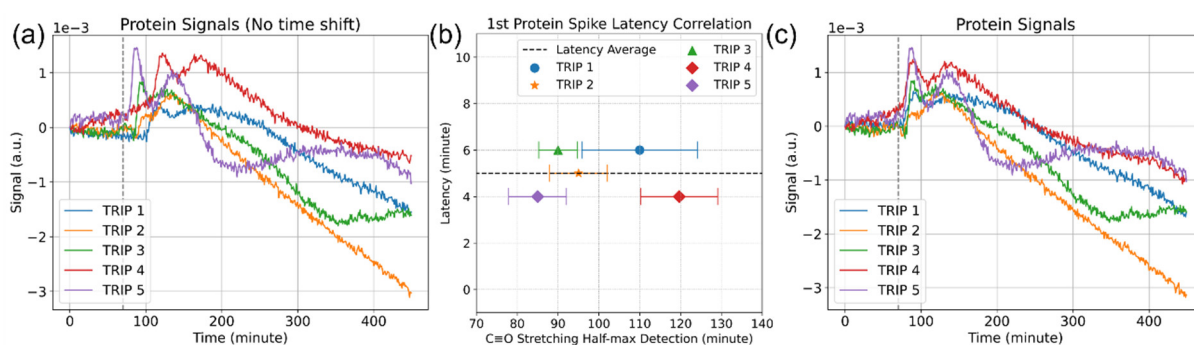 (a)
Protein Signals (No time shift)
1e−3
1
0
−1
−2
−3
Signal (a.u.)
TRIP 1
TRIP 2
TRIP 3
TRIP 4
TRIP 5
0 100 200 300 400
Time (minute)
(b)
1st Protein Spike Latency Correlation
Latency Average
TRIP 1
TRIP 2
TRIP 3
TRIP 4
TRIP 5
10
8
6
4
2
0
Latency (minute)
70 80 90 100 110 120 130 140
C≡O Stretching Half-max Detection (minute)
(c)
Protein Signals
1e−3
1
0
−1
−2
−3
Signal (a.u.)
TRIP 1
TRIP 2
TRIP 3
TRIP 4
TRIP 5
0 100 200 300 400
Time (minute)